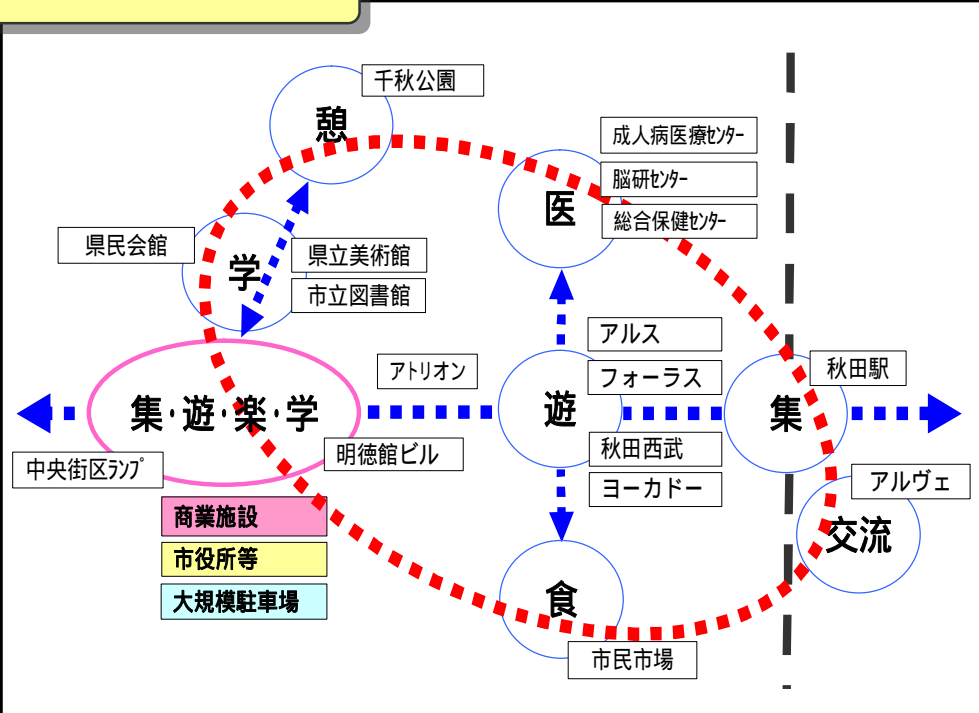 千秋公園
憩
成人病医療ｾﾝﾀｰ
脳研ｾﾝﾀｰ
医
総合保健ｾﾝﾀｰ
県民会館
学
県立美術館
市立図書館
アルス
アトリオン
フォーラス
秋田駅
集･遊･楽･学
遊
集
明徳館ビル
秋田西武
中央街区ﾗﾝﾌﾟ
ヨーカドー
アルヴェ
商業施設
交流
市役所等
大規模駐車場
食
市民市場